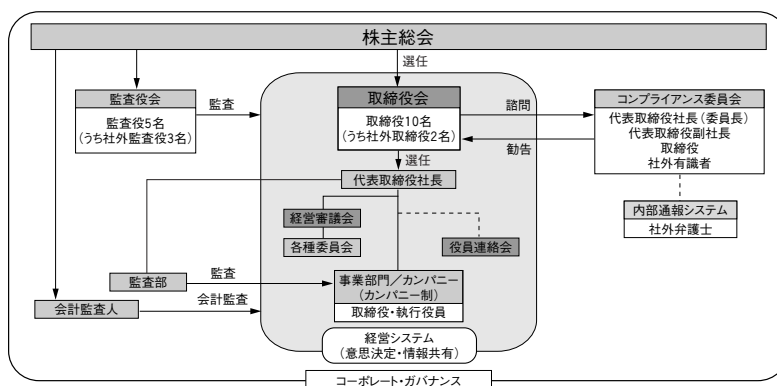 株主総会
選任
監査役会
監査役5名
(うち社外監査役3名)
監査
取締役会
取締役10名
(うち社外取締役2名)
諮問
勧告
コンプライアンス委員会
代表取締役社長(委員長)
代表取締役副社長
取締役
社外有識者
選任
代表取締役社長
経営審議会
各種委員会
役員連絡会
内部通報システム
社外弁護士
監査部
監査
事業部門／カンパニー
(カンパニー制)
取締役・執行役員
会計監査人
会計監査
経営システム
(意思決定・情報共有)
コーポレート・ガバナンス